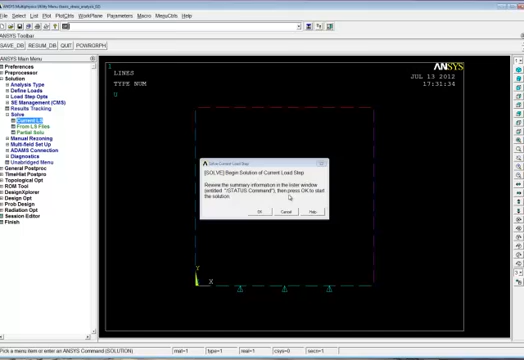 File Select List Plot PlotCtrls WorkPlane Parameters Macro MenuCtrls Help
ANSYS Toolbar
SAVE_DB RESUM_DB QUIT POWRGRPH
ANSYS Main Menu
Preferences
Preprocessor
Solution
Analysis Type
Define Loads
Load Step Opts
SE Management (CMS)
Results Tracking
Solve
Current LS
From LS Files
Partial Solu
Manual Rezoning
Multi-field Set Up
ADAMS Connection
Diagnostics
Unabridged Menu
General Postproc
TimeHist Postpro
Topological Opt
ROM Tool
DesignXplorer
Design Opt
Prob Design
Radiation Opt
Session Editor
Finish
1
LINES
TYPE NUM
U
ANSYS
JUL 13 2012
17:31:34
Solve Current Load Step
[SOLVE] Begin Solution of Current Load Step
Review the summary information in the lister window
(entitled "/STATUS Command"), then press OK to start
the solution
OK Cancel Help
Y
X
Pick a menu item or enter an ANSYS Command (SOLUTION) mat=1 type=1 real=1 csys=0 secn=1